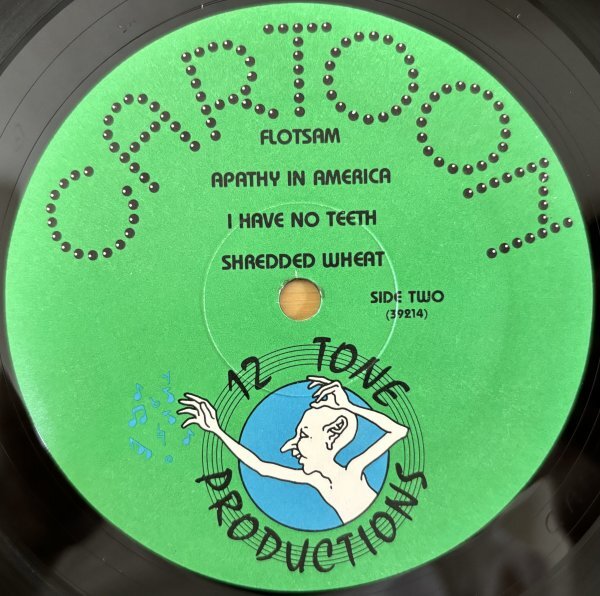 CARTOON
FLOTSAM
APATHY IN AMERICA
I HAVE NO TEETH
SHREDDED WHEAT
SIDE TWO
(39214)
12 TONE
PRODUCTIONS